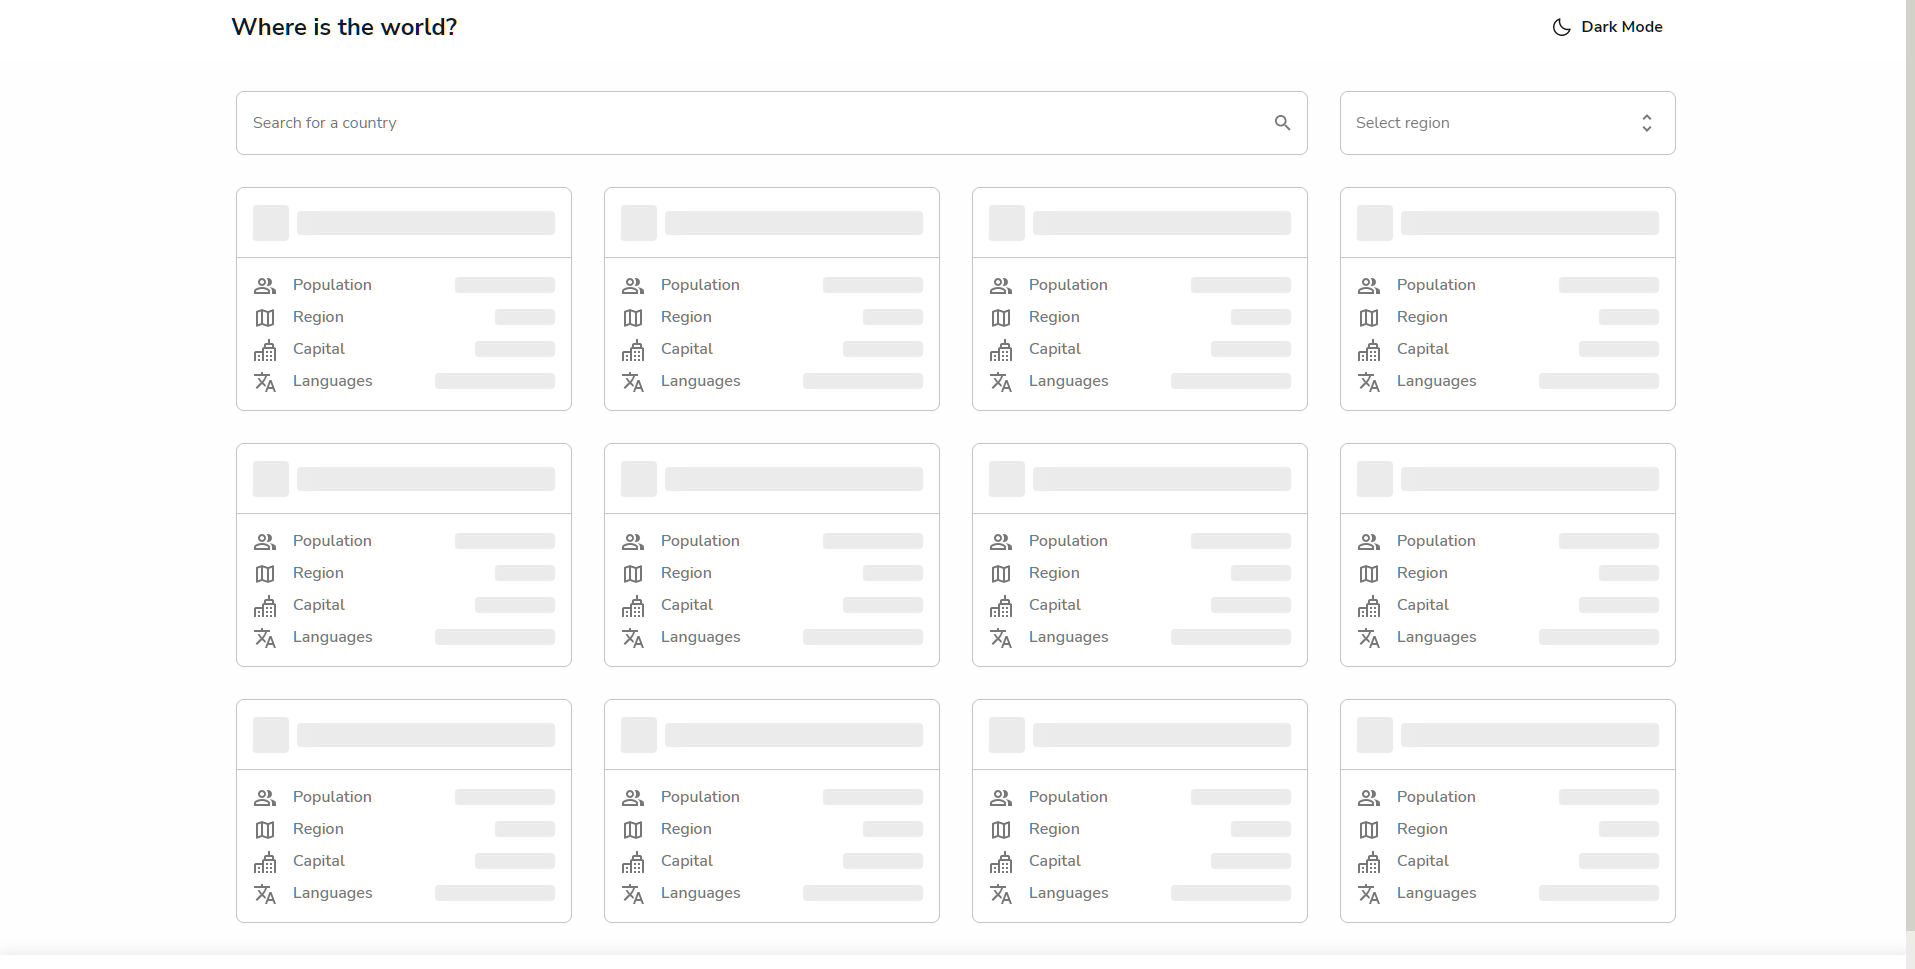 Where is the world?
Dark Mode
Search for a country
Select region
Population
Population
Population
Population
Region
Region
Region
Region
Capital
Capital
Capital
Capital
Languages
Languages
Languages
Languages
Population
Population
Population
Population
Region
Region
Region
Region
Capital
Capital
Capital
Capital
Languages
Languages
Languages
Languages
Population
Population
Population
Population
Region
Region
Region
Region
Capital
Capital
Capital
Capital
Languages
Languages
Languages
Languages